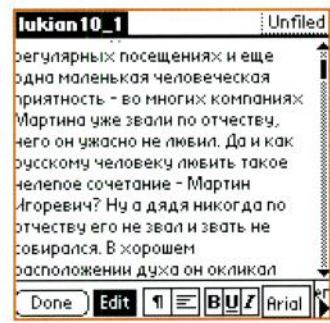 lukian10_1 Unfiled
регулярных посещений и еще
одна маленькая человеческая
приятность - во многих компаниях
Мартина уже звали по отчеству,
чего он ужасно не любил. Да и как
русскому человеку любить такое
нелепое сочетание - Мартин
Игоревич? Ну а дядя никогда по
отчеству его не звал и звать не
собирался. В хорошем
расположении духа он окликал
Done Edit ¶ B U I Arial